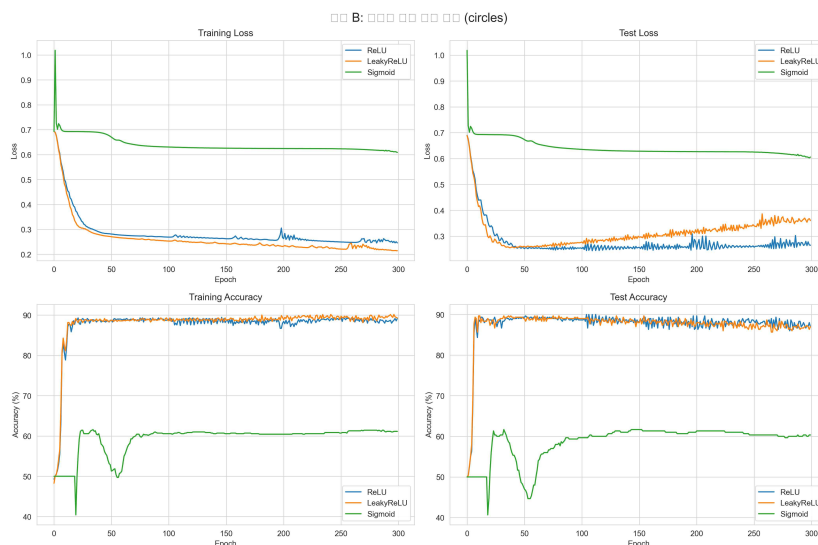 B: (circles)
Training Loss
Test Loss
1.0
0.9
0.8
0.7
0.6
0.5
0.4
0.3
0.2
Loss
0
50
100
150
200
250
300
Epoch
ReLU
LeakyReLU
Sigmoid
1.0
0.9
0.8
0.7
0.6
0.5
0.4
0.3
Loss
0
50
100
150
200
250
300
Epoch
ReLU
LeakyReLU
Sigmoid
Training Accuracy
Test Accuracy
90
80
70
60
50
40
Accuracy (%)
0
50
100
150
200
250
300
Epoch
ReLU
LeakyReLU
Sigmoid
90
80
70
60
50
40
Accuracy (%)
0
50
100
150
200
250
300
Epoch
ReLU
LeakyReLU
Sigmoid